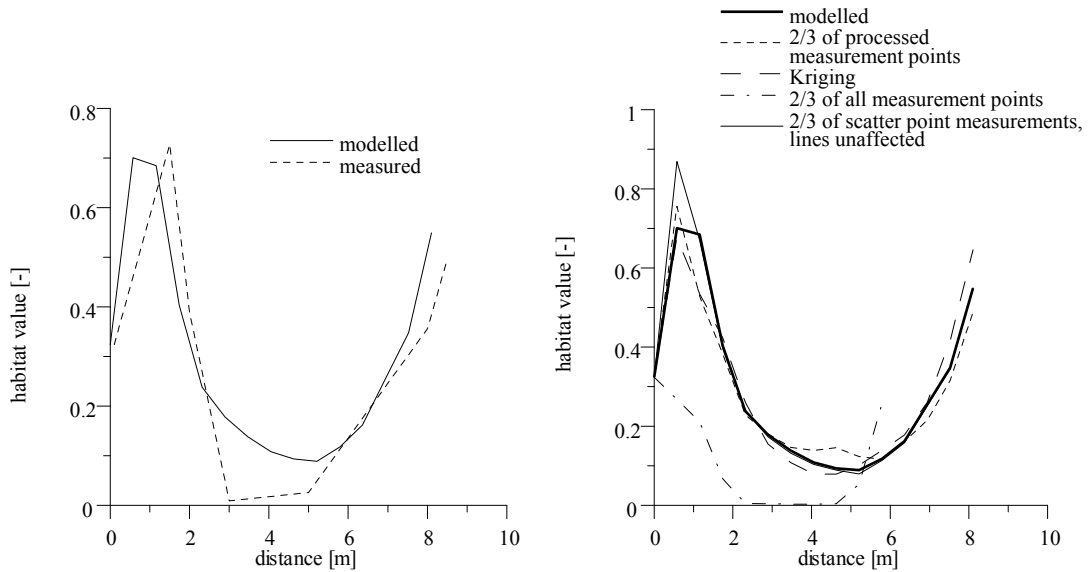 0.8
0.6
0.4
0.2
0
habitat value [-]
modelled
measured
0 2 4 6 8 10
distance [m]
modelled
2/3 of processed
measurement points
Kriging
2/3 of all measurement points
2/3 of scatter point measurements,
lines unaffected
1
0.8
0.6
0.4
0.2
0
habitat value [-]
0 2 4 6 8 10
distance [m]